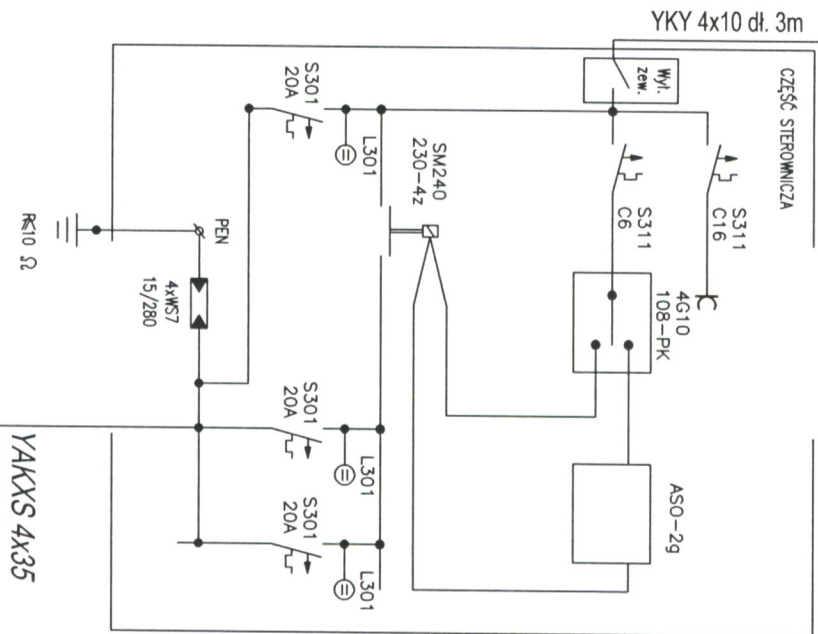 YKY 4x10 dł. 3m
CZĘŚĆ STEROWNICZA
Wył.
zew.
S301
20A
L301
SM240
230-4z
S311
C6
S311
C16
4G10
108-PK
PEN
R≤10 Ω
4xWS7
15/280
S301
20A
L301
S301
20A
L301
ASO-2g
YAKXS 4x35